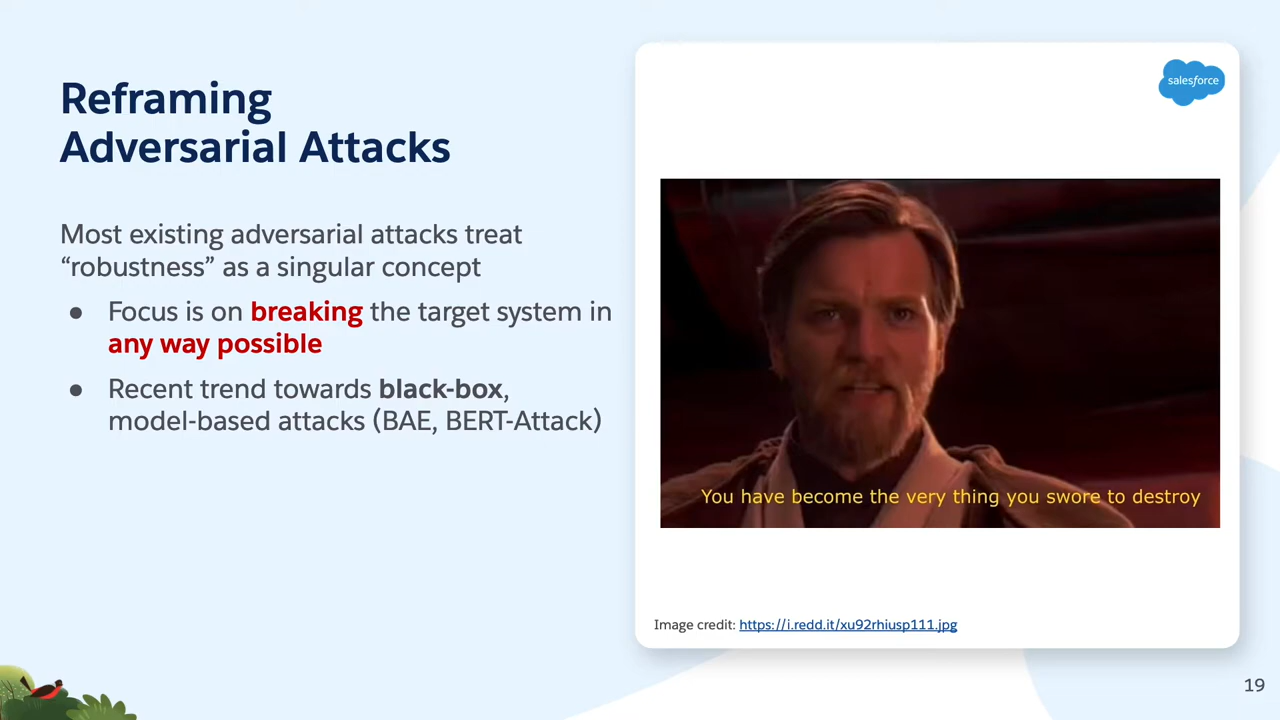 Reframing
Adversarial Attacks
Most existing adversarial attacks treat
“robustness” as a singular concept
● Focus is on breaking the target system in
any way possible
● Recent trend towards black-box,
model-based attacks (BAE, BERT-Attack)
salesforce
You have become the very thing you swore to destroy
Image credit: https://i.redd.it/xu92rhiusp111.jpg
19